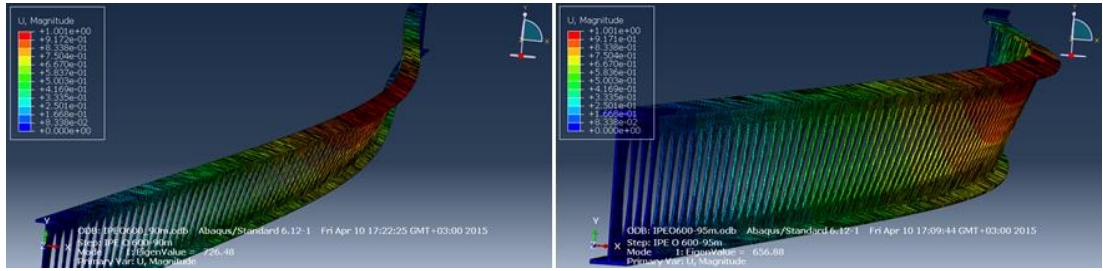 U, Magnitude
+1.001e+00
+9.172e-01
+8.338e-01
+7.504e-01
+6.670e-01
+5.837e-01
+5.003e-01
+4.169e-01
+3.335e-01
+2.501e-01
+1.668e-01
+8.338e-02
+0.000e+00
Y
X
Y
Z X
ODB: IPEO600_90m.odb Abaqus/Standard 6.12-1 Fri Apr 10 17:22:25 GMT+03:00 2015
Step: IPE O 600-90m
Mode 1: EigenValue = 726.48
Primary Var: U, Magnitude
U, Magnitude
+1.001e+00
+9.171e-01
+8.338e-01
+7.504e-01
+6.670e-01
+5.836e-01
+5.003e-01
+4.169e-01
+3.335e-01
+2.501e-01
+1.668e-01
+8.338e-02
+0.000e+00
Y
X
Y
Z X
ODB: IPEO600-95m.odb Abaqus/Standard 6.12-1 Fri Apr 10 17:09:44 GMT+03:00 2015
Step: IPE O 600-95m
Mode 1: EigenValue = 656.88
Primary Var: U, Magnitude